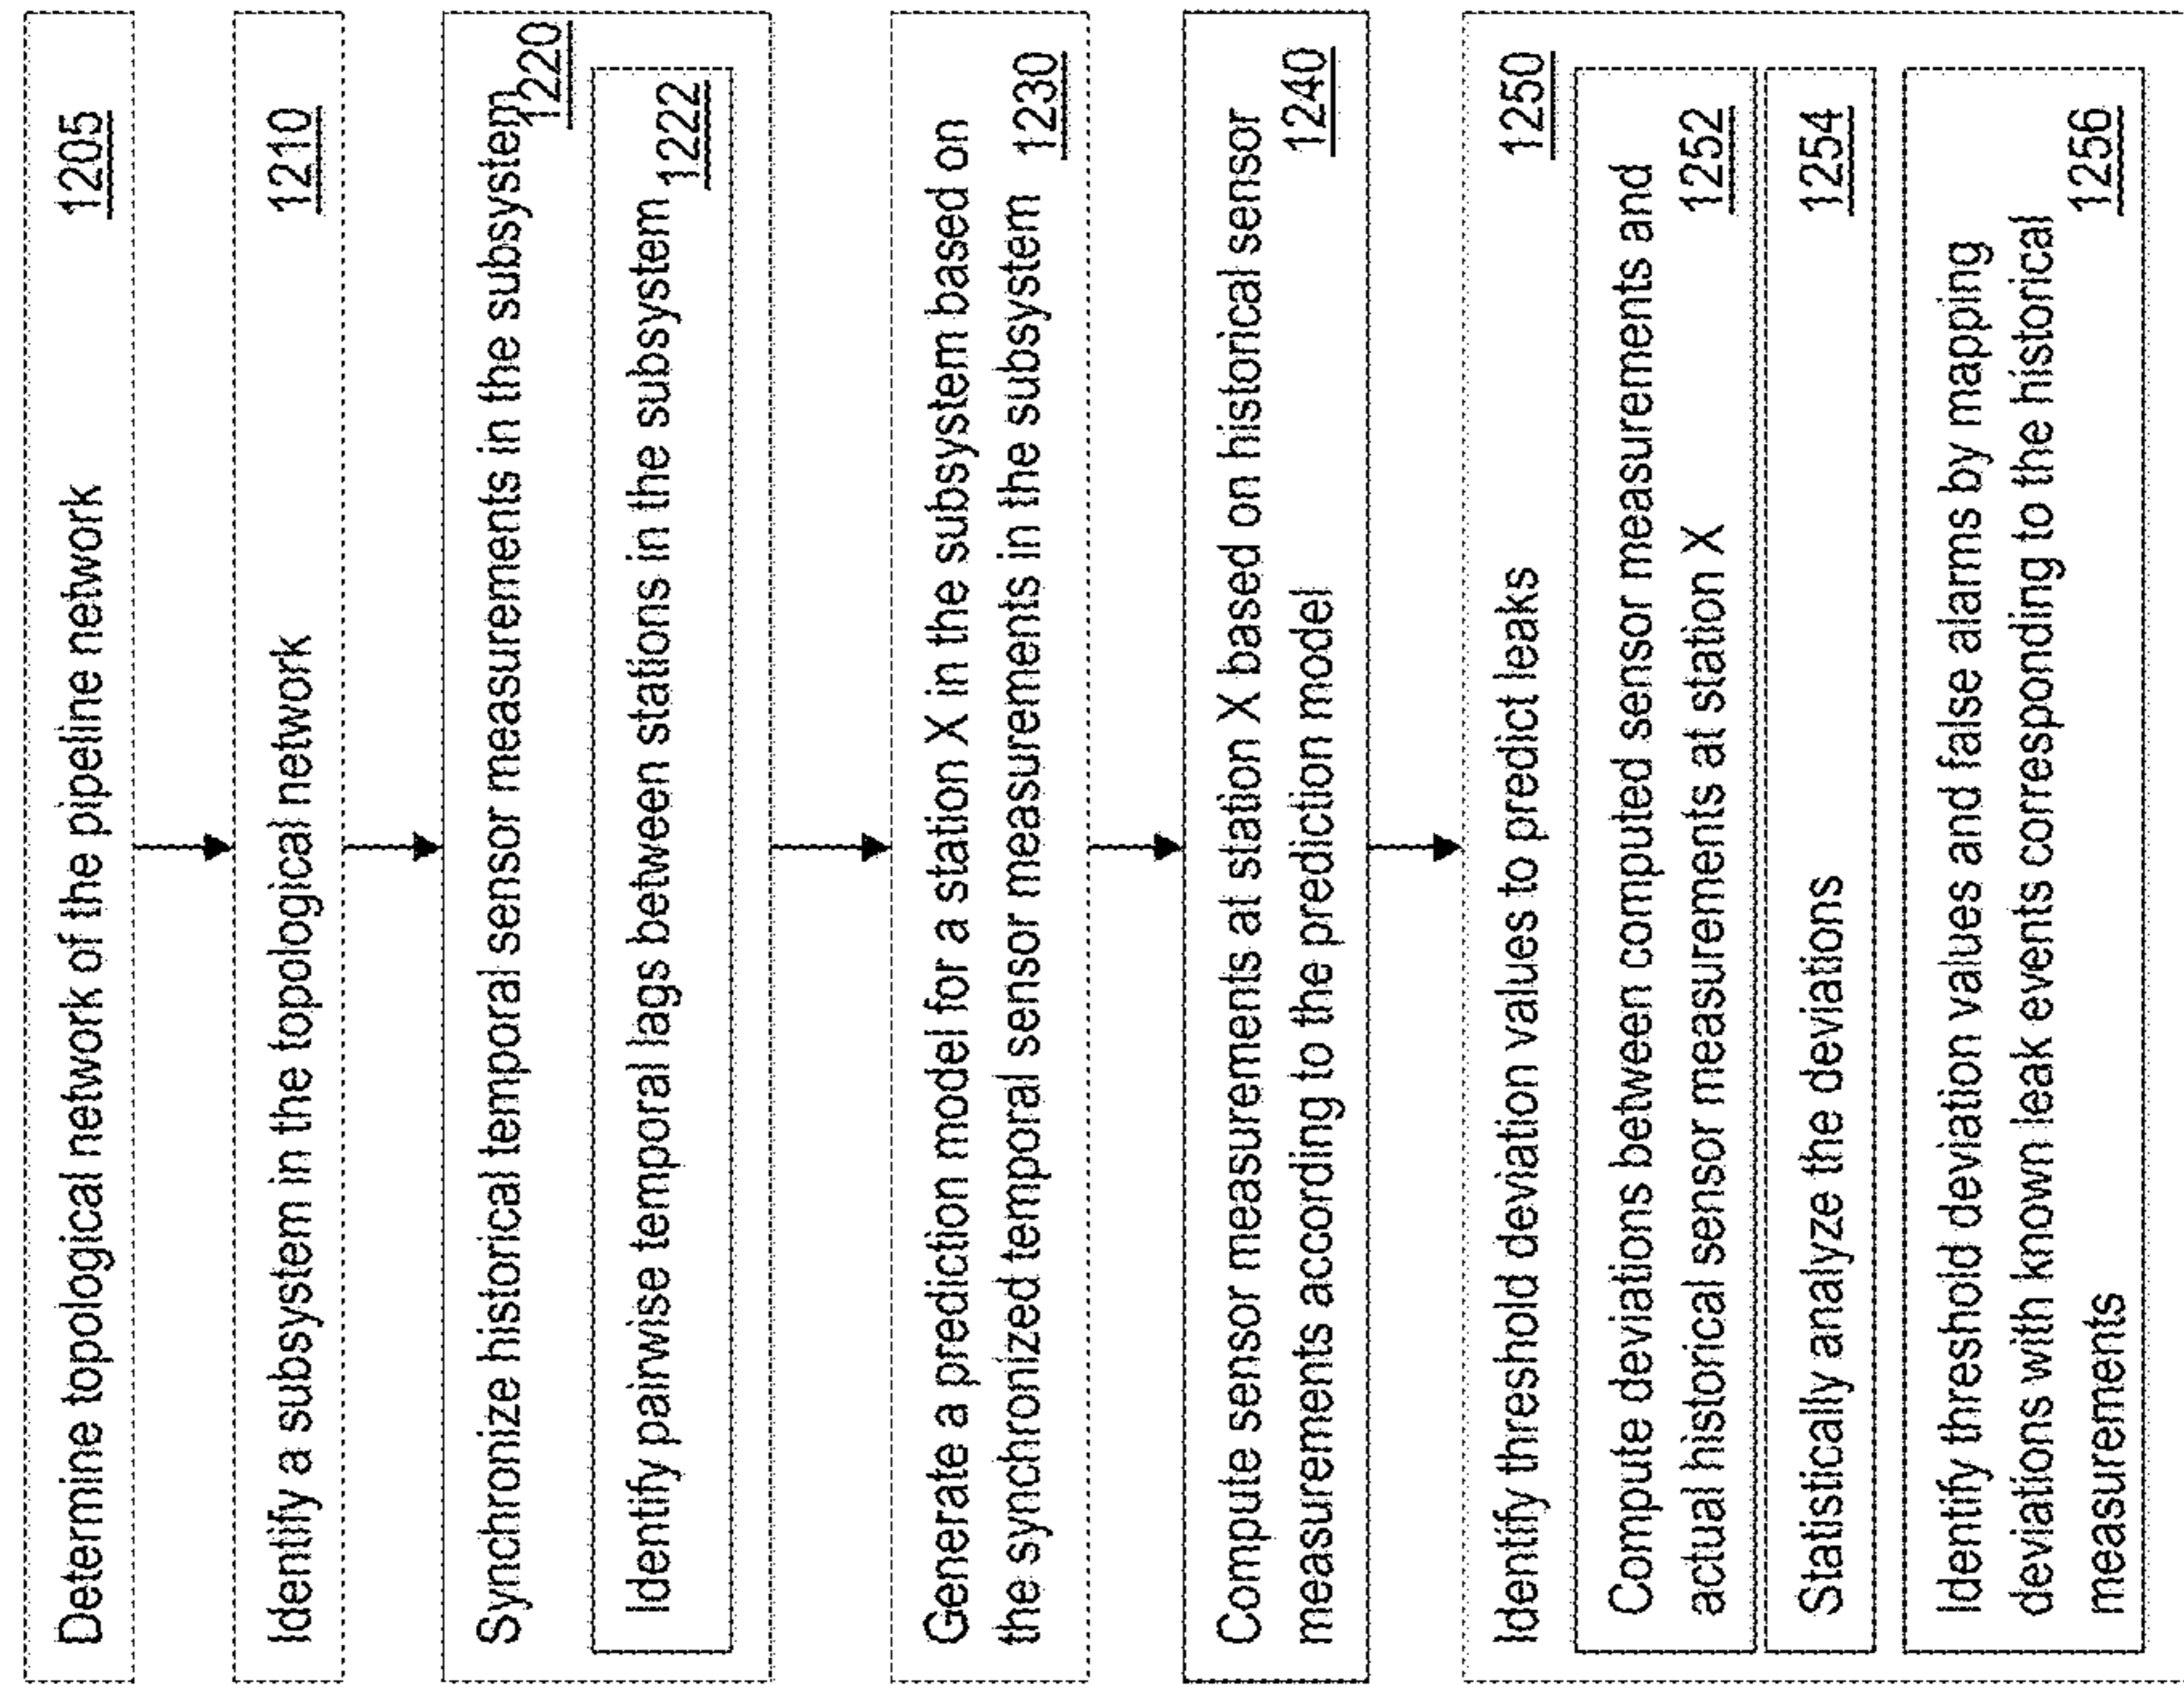 Determine topological network of the pipeline network 1205
Identify a subsystem in the topological network 1210
Synchronize historical temporal sensor measurements in the subsystem
1220
Identify pairwise temporal lags between stations in the subsystem 1222
Generate a prediction model for a station X in the subsystem based on
the synchronized temporal sensor measurements in the subsystem 1230
Compute sensor measurements at station X based on historical sensor
measurements according to the prediction model 1240
Identify threshold deviation values to predict leaks 1250
Compute deviations between computed sensor measurements and
actual historical sensor measurements at station X 1252
Statistically analyze the deviations 1254
Identify threshold deviation values and false alarms by mapping
deviations with known leak events corresponding to the historical
measurements 1256